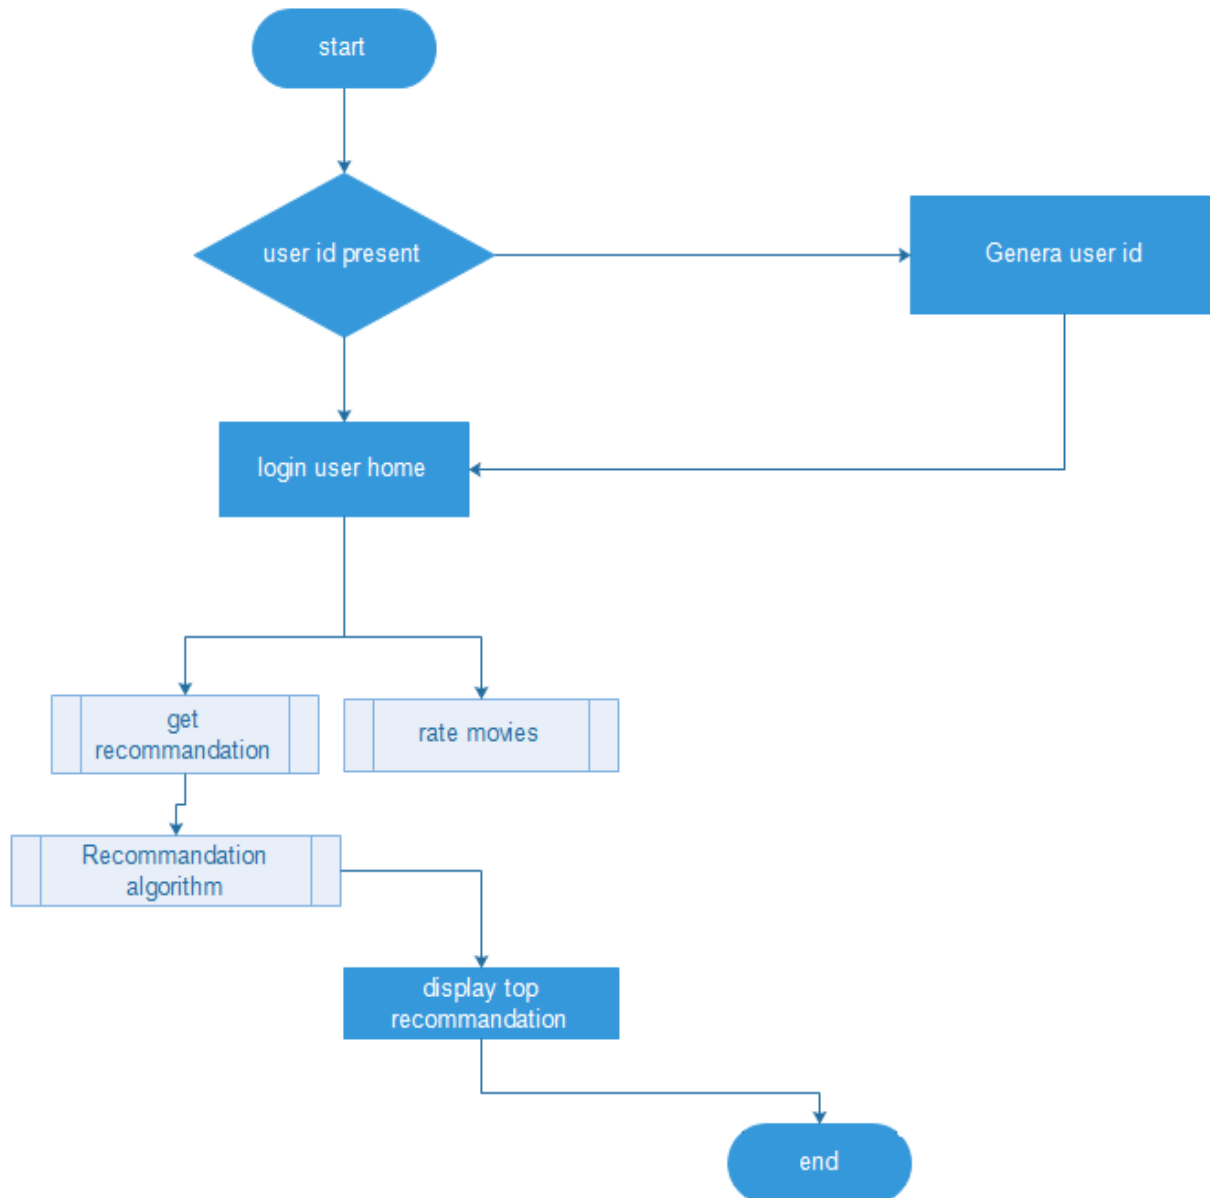 start
user id present
Genera user id
login user home
get
recommandation
rate movies
Recommandation
algorithm
display top
recommandation
end